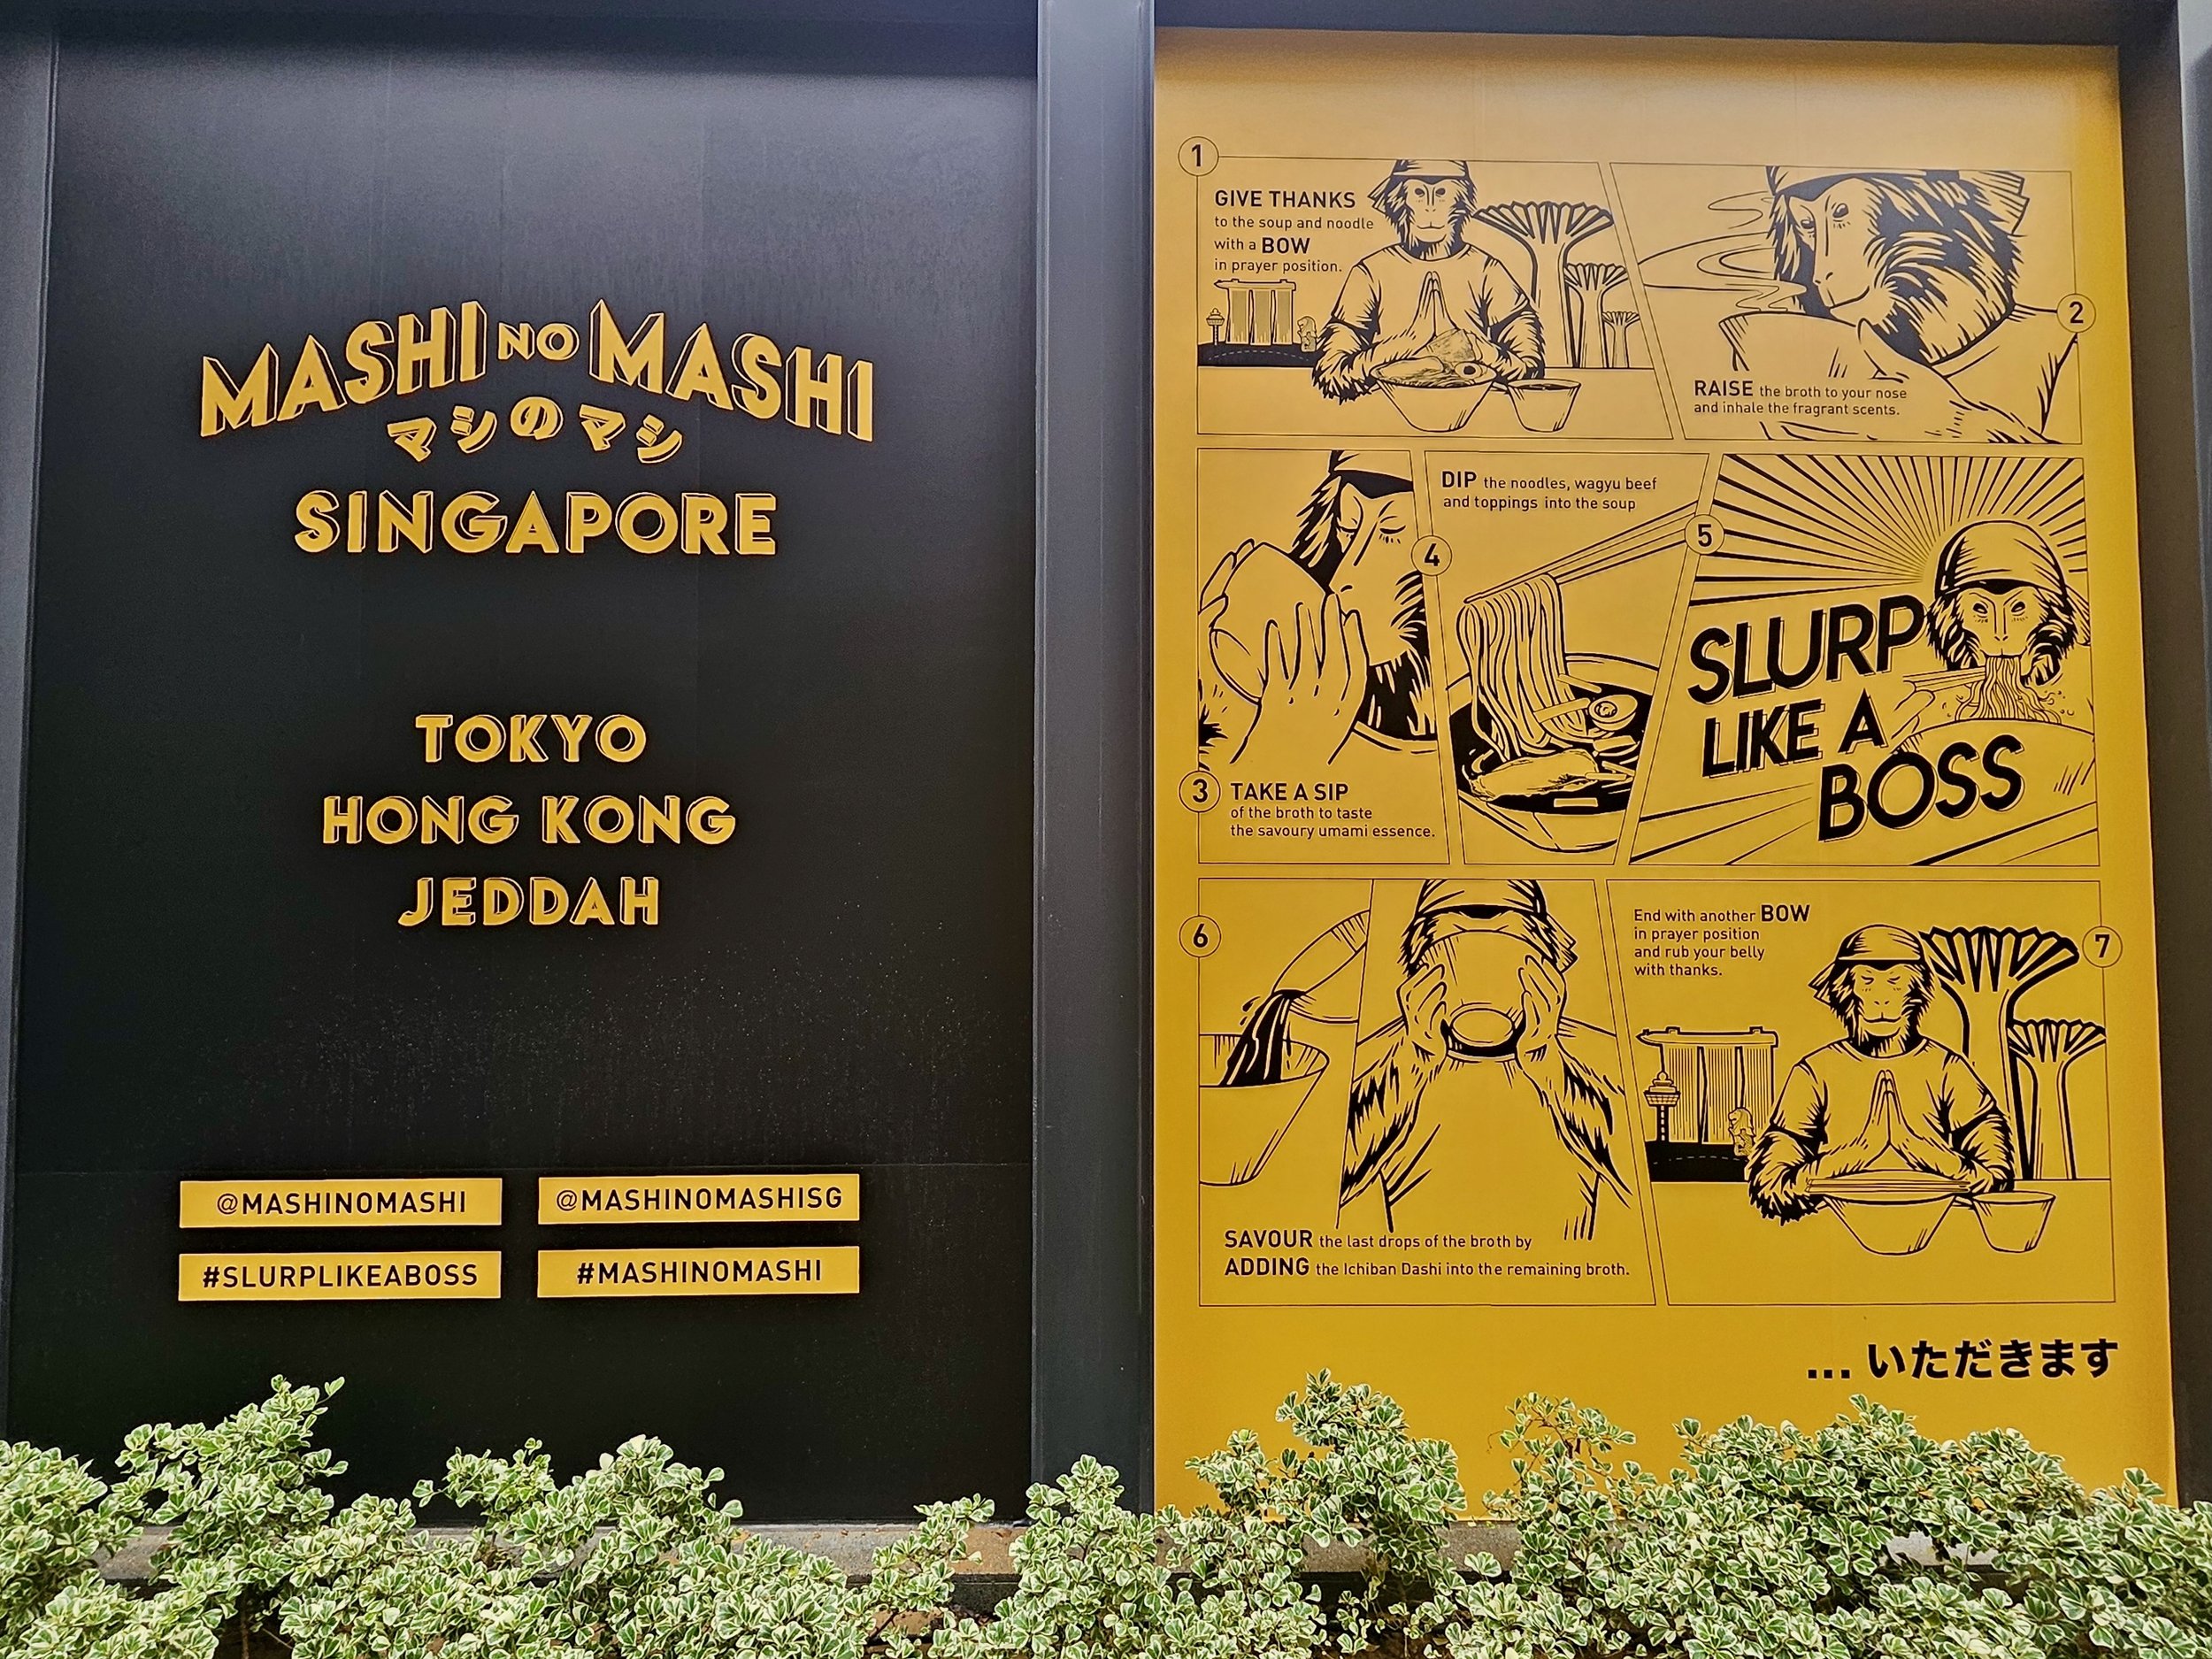 MASHI NO MASHI
マシのマシ
SINGAPORE
TOKYO
HONG KONG
JEDDAH
@MASHINOMASHI
@MASHINOMASHISG
#SLURPLIKEABOSS
#MASHINOMASHI
1
GIVE THANKS
to the soup and noodle
with a BOW
in prayer position.
2
RAISE the broth to your nose
and inhale the fragrant scents.
3
TAKE A SIP
of the broth to taste
the savoury umami essence.
4
DIP the noodles, wagyu beef
and toppings into the soup
5
SLURP
LIKE A
BOSS
6
SAVOUR the last drops of the broth by
ADDING the Ichiban Dashi into the remaining broth.
7
End with another BOW
in prayer position
and rub your belly
with thanks.
... いただきます